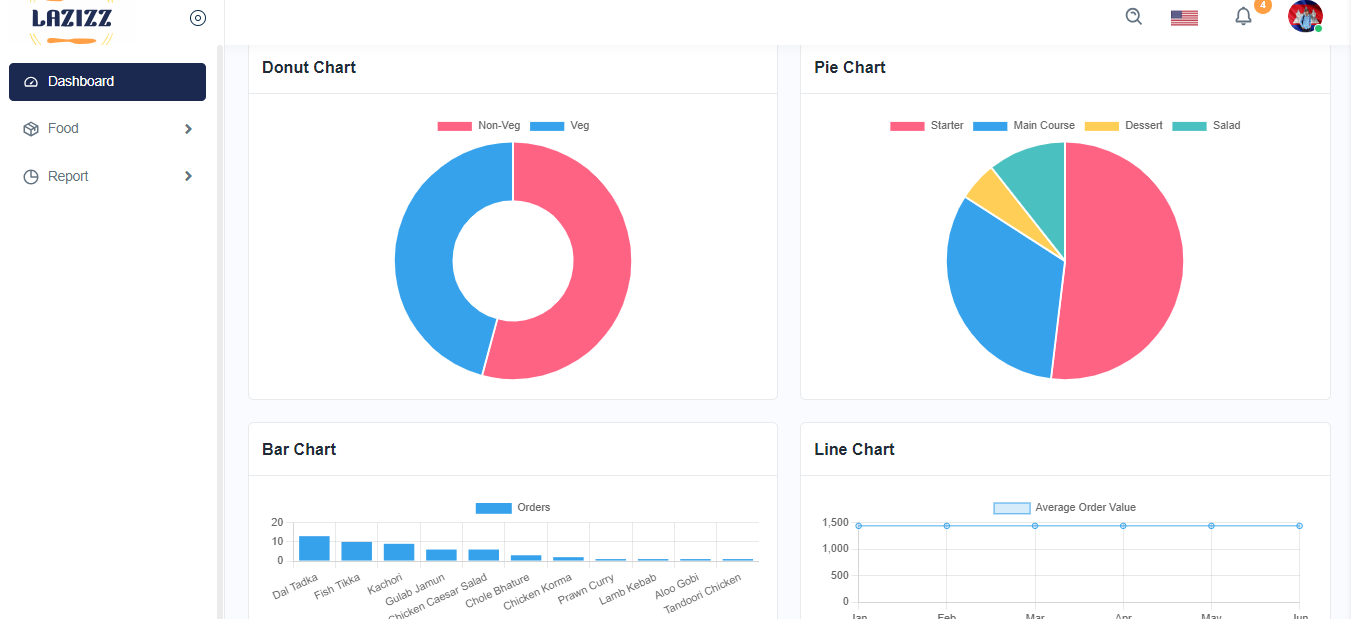 LAZIZZ
4
Dashboard
Food
Report
Donut Chart
Non-Veg Veg
Pie Chart
Starter Main Course Dessert Salad
Bar Chart
Orders
20
10
0
Dal Tadka Fish Tikka Kachori Gulab Jamun Chicken Caesar Salad Chole Bhature Chicken Korma Prawn Curry Lamb Kebab Aloo Gobi Tandoori Chicken
Line Chart
Average Order Value
1,500
1,000
500
0
Jan Feb Mar Apr May Jun